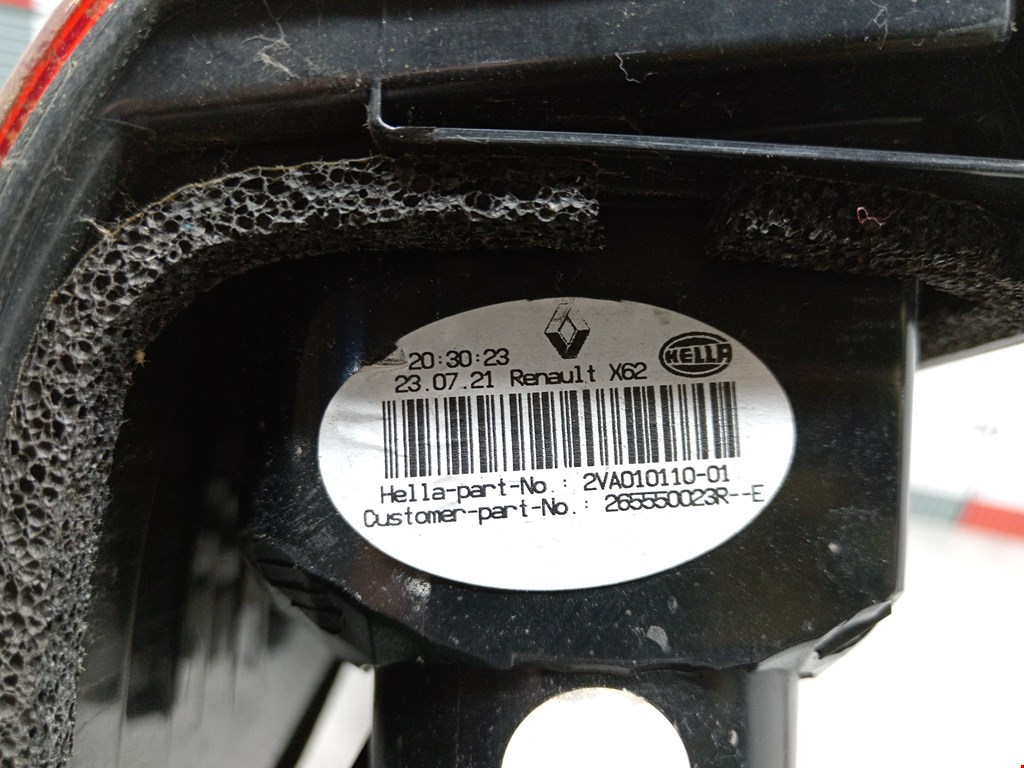 20:30:23
HELLA
23.07.21 Renault X62
Hella-part-No.: 2VA010110-01
Customer-part-No.: 265550023R--E